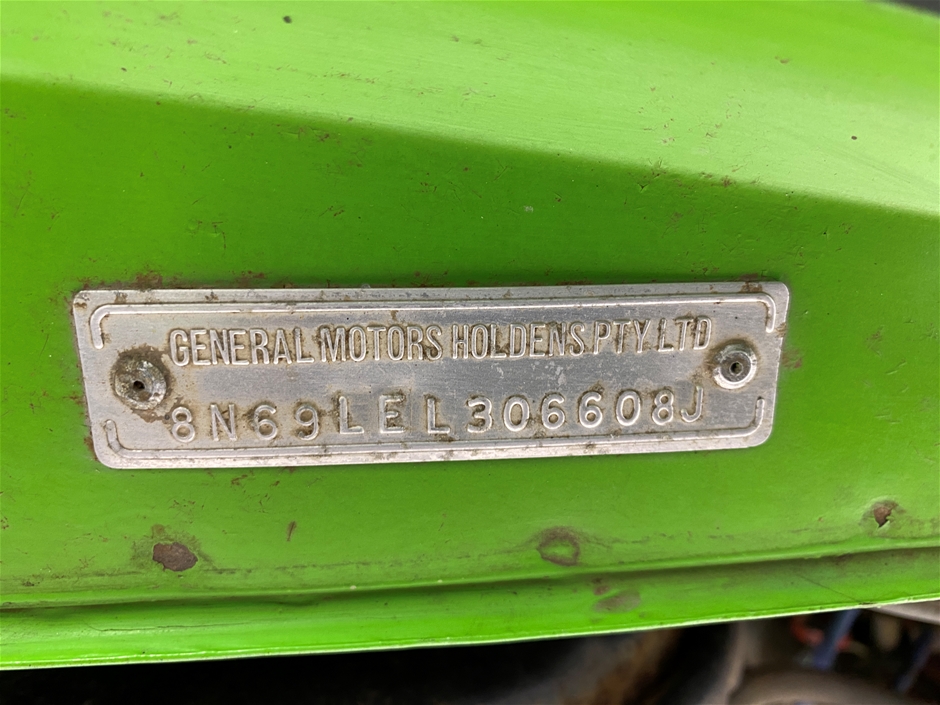 GENERAL MOTORS HOLDENS PTY. LTD
8N69LEL306608J